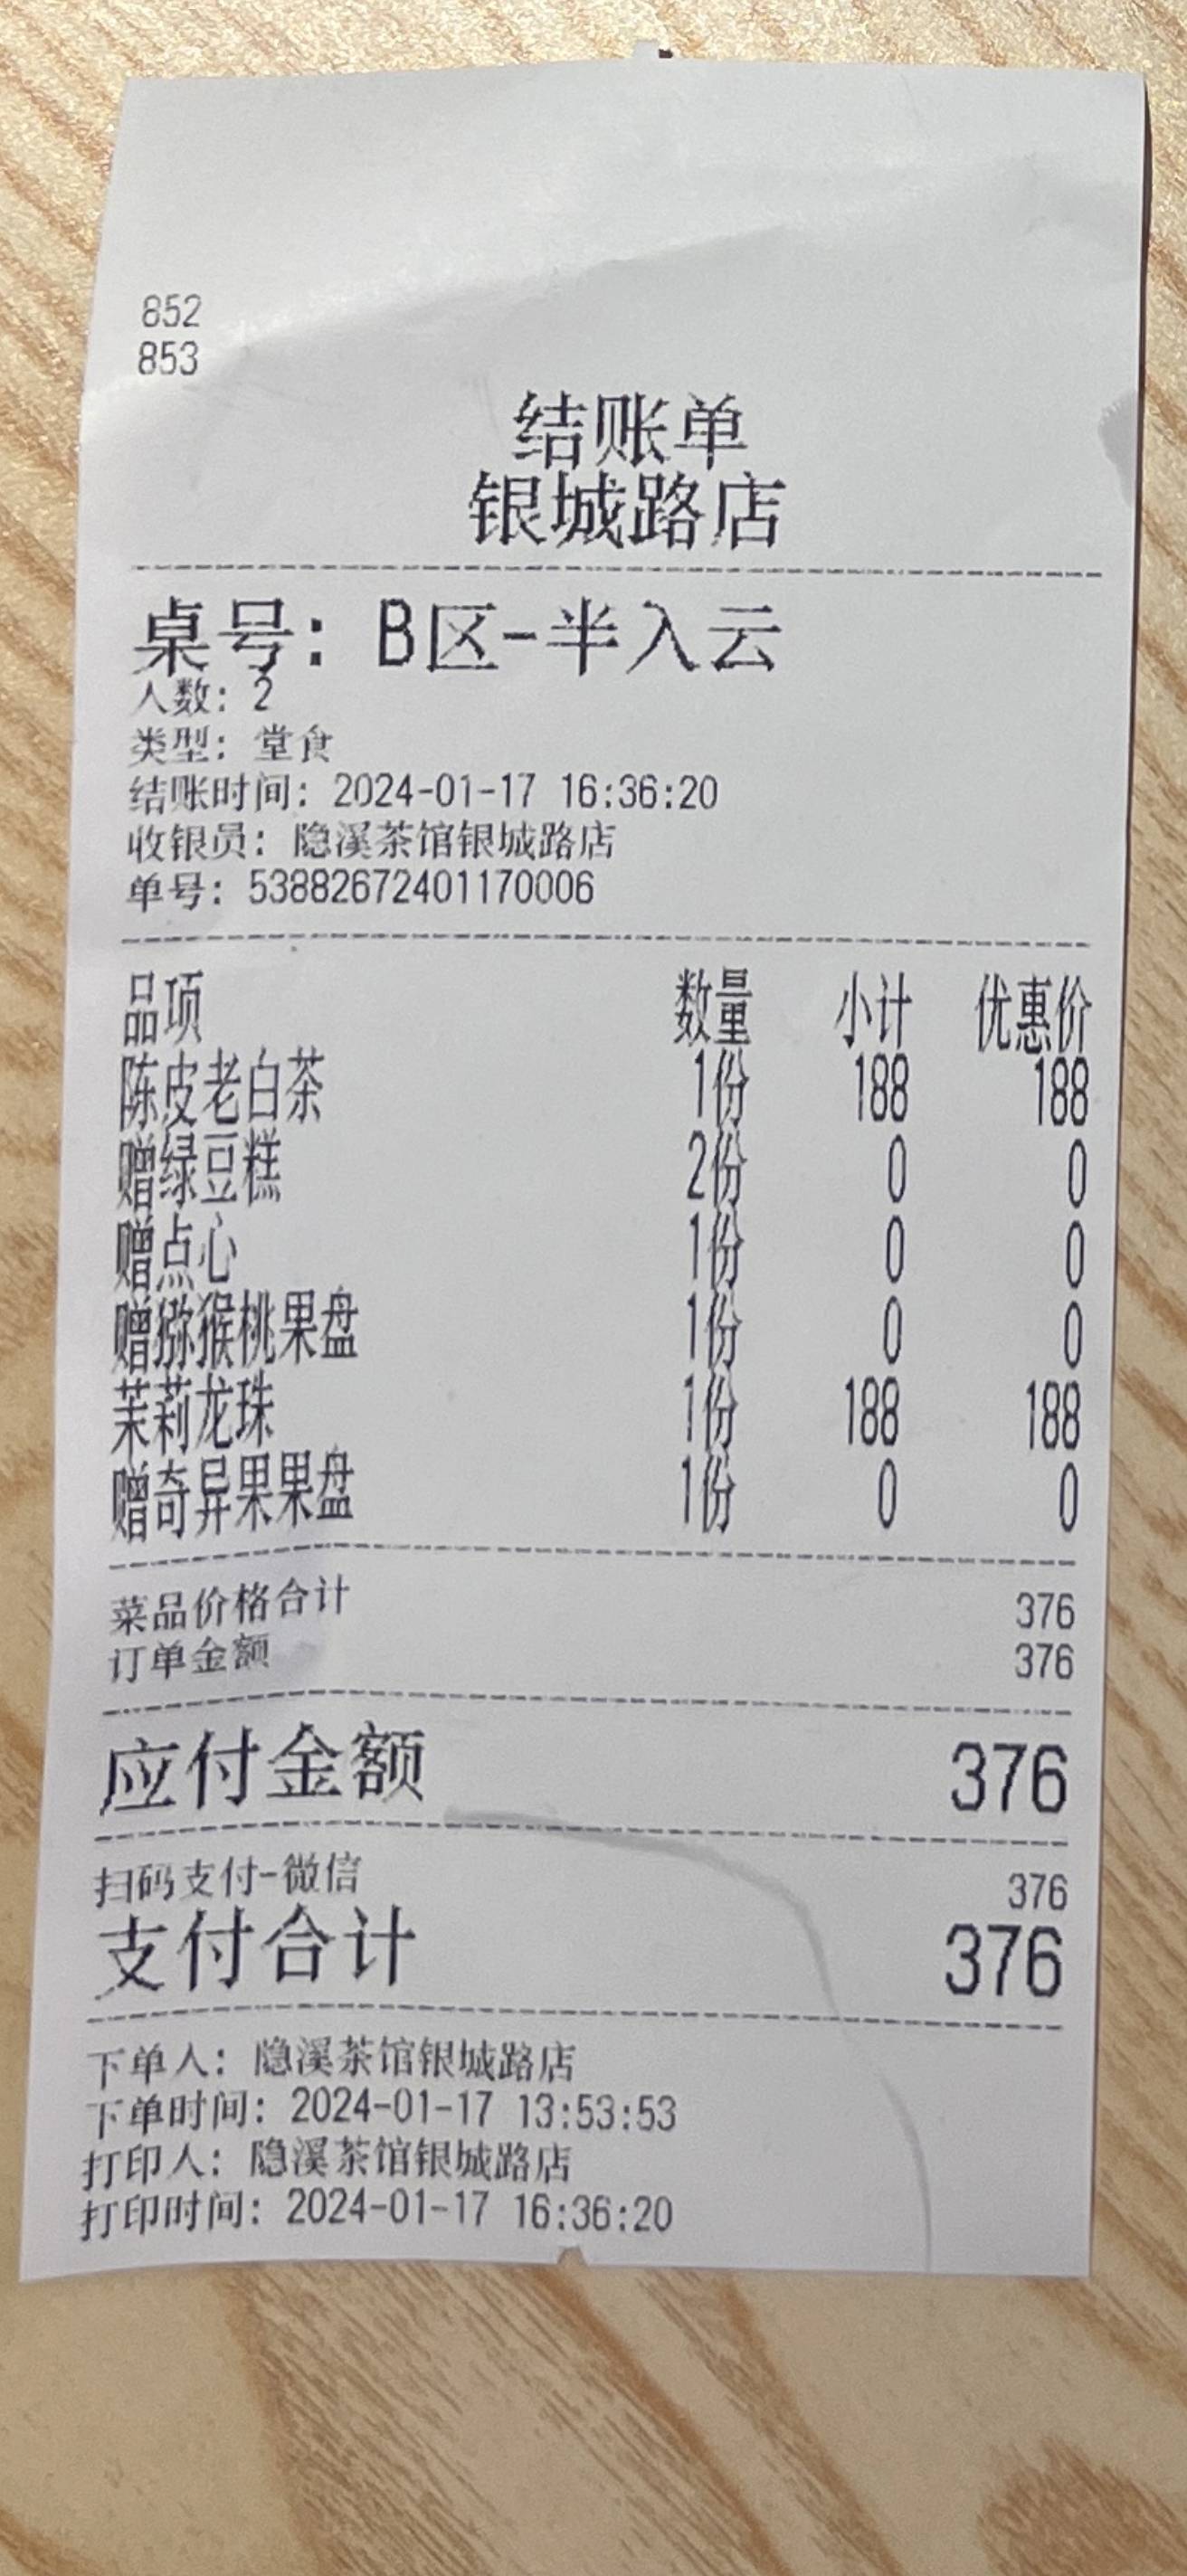 852
853
结账单
银城路店
桌号: B区-半入云
人数: 2
类型: 堂食
结账时间: 2024-01-17 16:36:20
收银员: 隐溪茶馆银城路店
单号: 53882672401170006
品项 数量 小计 优惠价
陈皮老白茶 1份 188 188
赠绿豆糕 2份 0 0
赠点心 1份 0 0
赠猕猴桃果盘 1份 0 0
茉莉龙珠 1份 188 188
赠奇异果果盘 1份 0 0
菜品价格合计 376
订单金额 376
应付金额 376
扫码支付-微信 376
支付合计 376
下单人: 隐溪茶馆银城路店
下单时间: 2024-01-17 13:53:53
打印人: 隐溪茶馆银城路店
打印时间: 2024-01-17 16:36:20